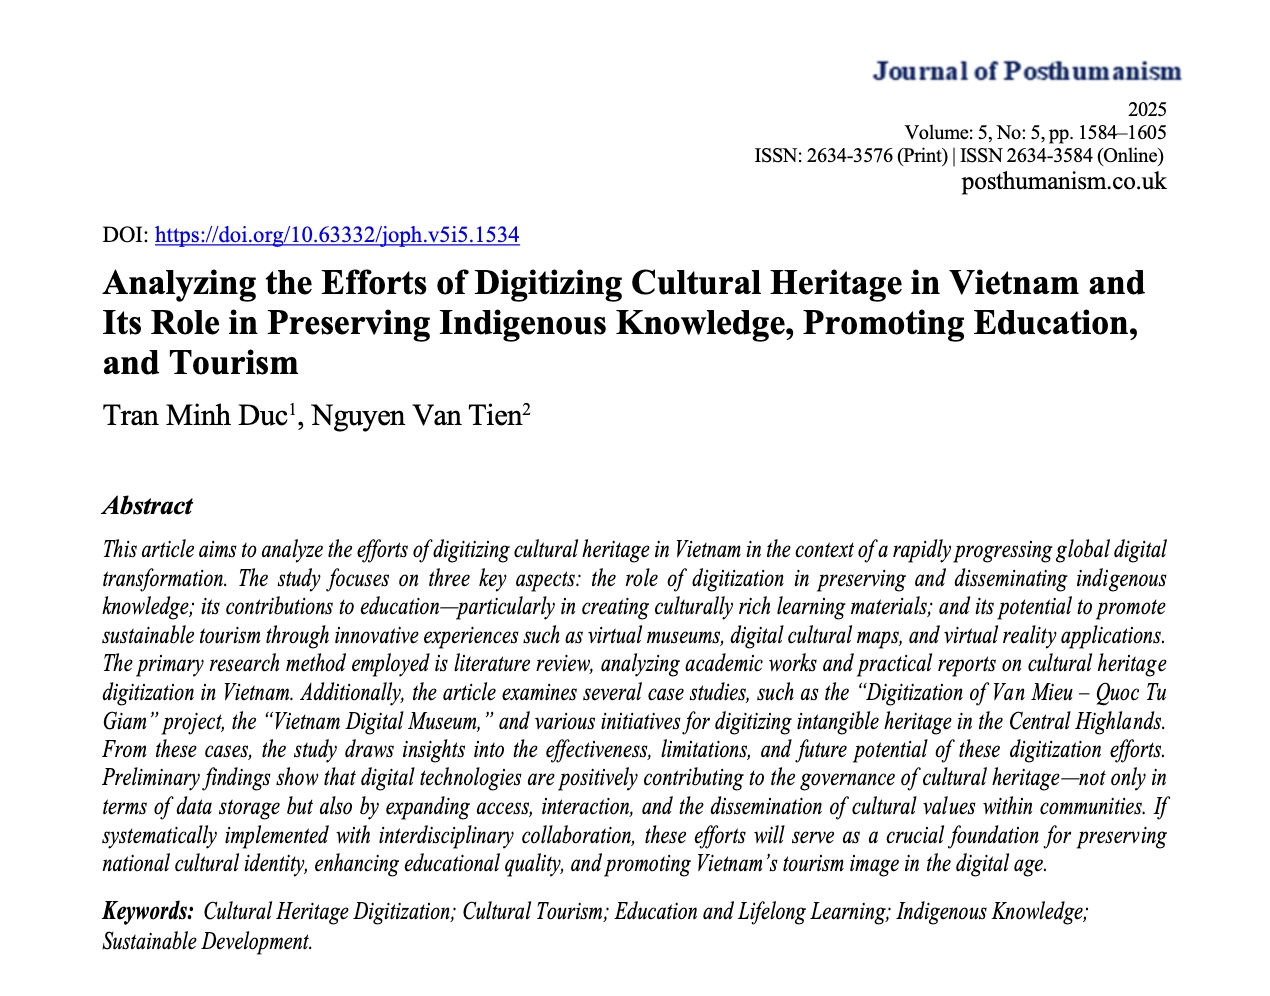 Journal of Posthumanism
2025
Volume: 5, No: 5, pp. 1584–1605
ISSN: 2634-3576 (Print) | ISSN 2634-3584 (Online)
posthumanism.co.uk
DOI: https://doi.org/10.63332/joph.v5i5.1534
Analyzing the Efforts of Digitizing Cultural Heritage in Vietnam and
Its Role in Preserving Indigenous Knowledge, Promoting Education,
and Tourism
Tran Minh Duc¹, Nguyen Van Tien²
Abstract
This article aims to analyze the efforts of digitizing cultural heritage in Vietnam in the context of a rapidly progressing global digital
transformation. The study focuses on three key aspects: the role of digitization in preserving and disseminating indigenous
knowledge; its contributions to education—particularly in creating culturally rich learning materials; and its potential to promote
sustainable tourism through innovative experiences such as virtual museums, digital cultural maps, and virtual reality applications.
The primary research method employed is literature review, analyzing academic works and practical reports on cultural heritage
digitization in Vietnam. Additionally, the article examines several case studies, such as the “Digitization of Van Mieu – Quoc Tu
Giam” project, the “Vietnam Digital Museum,” and various initiatives for digitizing intangible heritage in the Central Highlands.
From these cases, the study draws insights into the effectiveness, limitations, and future potential of these digitization efforts.
Preliminary findings show that digital technologies are positively contributing to the governance of cultural heritage—not only in
terms of data storage but also by expanding access, interaction, and the dissemination of cultural values within communities. If
systematically implemented with interdisciplinary collaboration, these efforts will serve as a crucial foundation for preserving
national cultural identity, enhancing educational quality, and promoting Vietnam’s tourism image in the digital age.
Keywords: Cultural Heritage Digitization; Cultural Tourism; Education and Lifelong Learning; Indigenous Knowledge;
Sustainable Development.